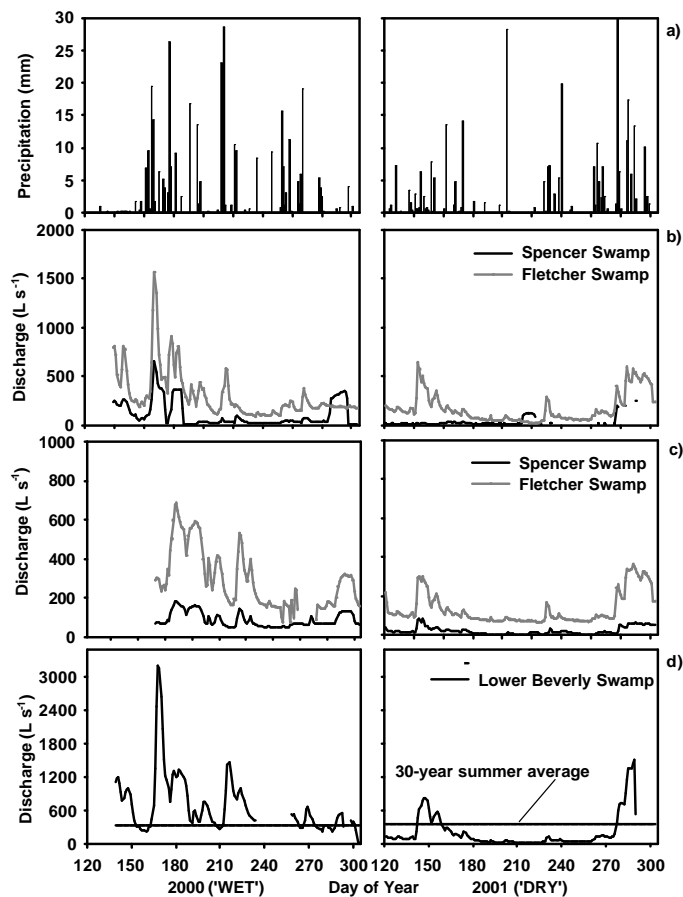 a)
30
25
20
15
10
5
0
Precipitation (mm)
b)
2000
1500
1000
500
0
Discharge (L s-1)
Spencer Swamp
Fletcher Swamp
c)
1000
800
600
400
200
0
Discharge (L s-1)
Spencer Swamp
Fletcher Swamp
d)
3000
2400
1800
1200
600
0
Discharge (L s-1)
Lower Beverly Swamp
30-year summer average
120 150 180 210 240 270 300 120 150 180 210 240 270 300
2000 ('WET') Day of Year 2001 ('DRY')